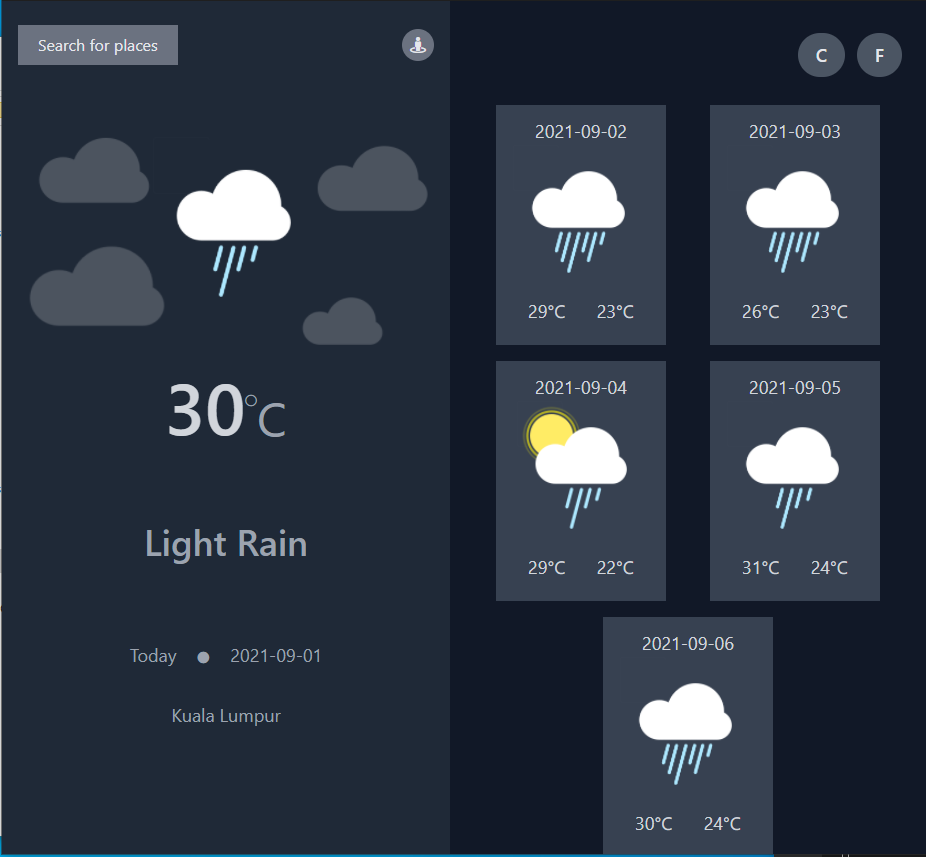 Search for places
30°C
Light Rain
Today ● 2021-09-01
Kuala Lumpur
C F
2021-09-02
29°C 23°C
2021-09-03
26°C 23°C
2021-09-04
29°C 22°C
2021-09-05
31°C 24°C
2021-09-06
30°C 24°C